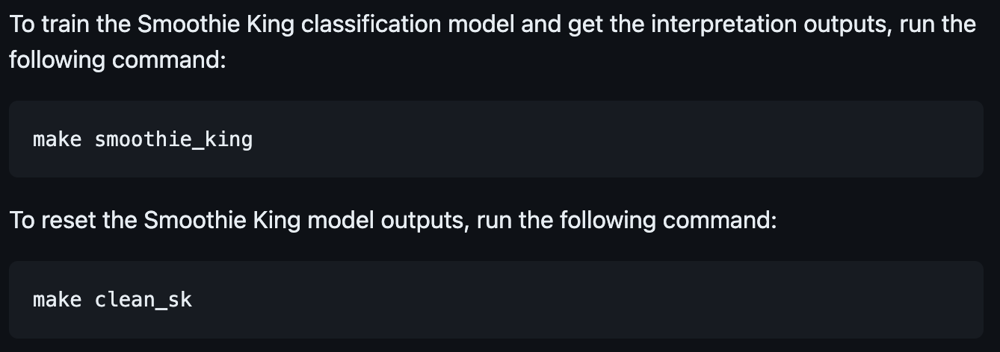 To train the Smoothie King classification model and get the interpretation outputs, run the
following command:
make smoothie_king
To reset the Smoothie King model outputs, run the following command:
make clean_sk